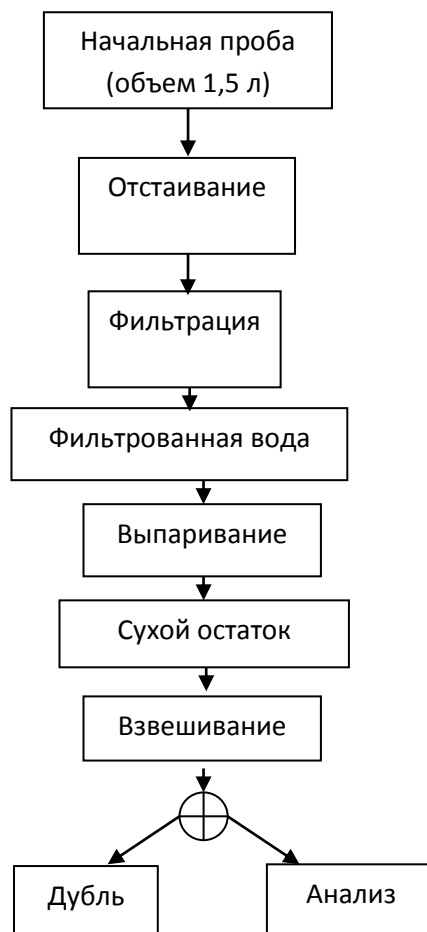 Начальная проба
(объем 1,5 л)
Отстаивание
Фильтрация
Фильтрованная вода
Выпаривание
Сухой остаток
Взвешивание
Дубль
Анализ